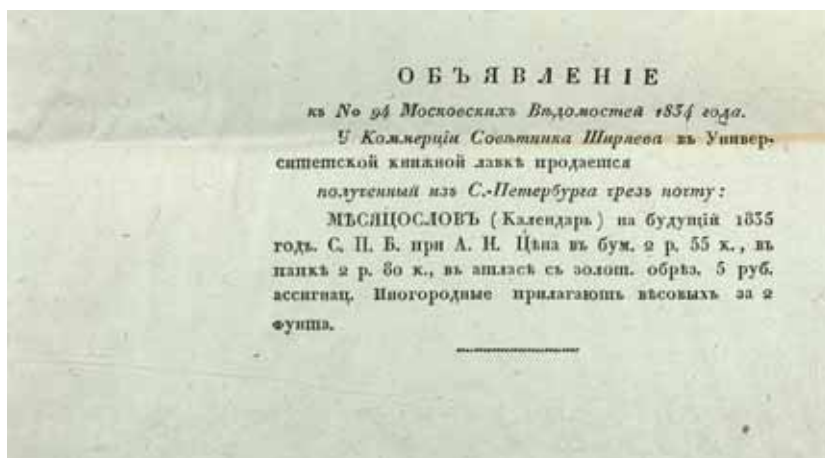 ОБЪЯВЛЕНІЕ
къ No 94 Московскихъ Вѣдомостей 1834 года.
У Коммерціи Совѣтника Ширяева въ Универ-
ситетской книжной лавкѣ продается
полученный изъ С.-Петербурга чрезъ почту:
МѢСЯЦОСЛОВЪ (Календарь) на будущій 1835
годъ. С. П. Б. при А. Н. Цѣна въ бум. 2 р. 55 к., въ
папкѣ 2 р. 80 к., въ атласѣ съ золот. обрѣз. 5 руб.
ассигнац. Иногородные прилагаютъ вѣсовыхъ за 2
фунта.